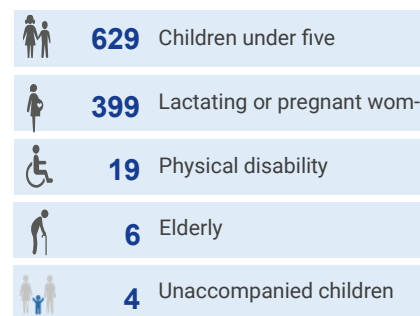 629 Children under five
399 Lactating or pregnant wom-
19 Physical disability
6 Elderly
4 Unaccompanied children